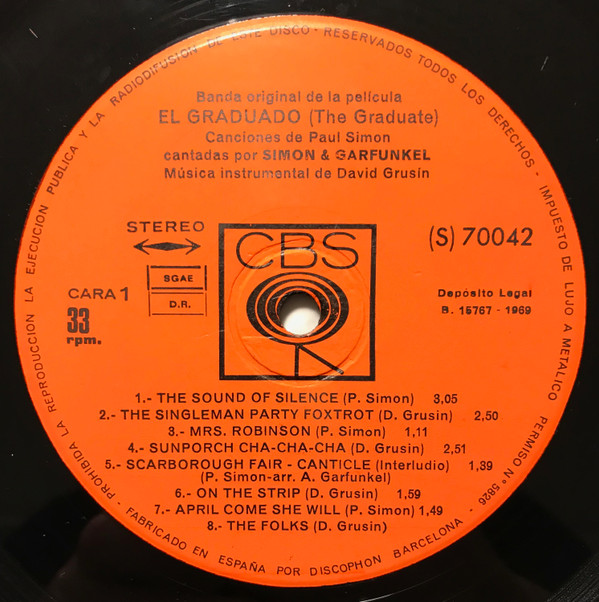 PROHIBIDA LA REPRODUCCION LA EJECUCION PUBLICA Y LA RADIODIFUSION DE ESTE DISCO · RESERVADOS TODOS LOS DERECHOS · IMPUESTO DE LUJO A METALICO PERMISO Nº 5826
Banda original de la película
EL GRADUADO (The Graduate)
Canciones de Paul Simon
cantadas por SIMON & GARFUNKEL
Música instrumental de David Grusín
STEREO
(S) 70042
CBS
SGAE
D.R.
CARA 1
33
rpm.
Depósito Legal
B. 15767 - 1969
1.- THE SOUND OF SILENCE (P. Simon) 3,05
2.- THE SINGLEMAN PARTY FOXTROT (D. Grusin) 2,50
3.- MRS. ROBINSON (P. Simon) 1,11
4.- SUNPORCH CHA-CHA-CHA (D. Grusin) 2,51
5.- SCARBOROUGH FAIR - CANTICLE (Interludio) 1,39
(P. Simon-arr. A. Garfunkel)
6.- ON THE STRIP (D. Grusin) 1,59
7.- APRIL COME SHE WILL (P. Simon) 1,49
8.- THE FOLKS (D. Grusin)
FABRICADO EN ESPAÑA POR DISCOPHON BARCELONA